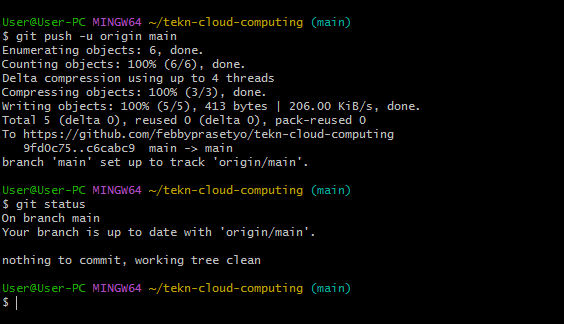 User@User-PC MINGW64 ~/tekn-cloud-computing (main)
$ git push -u origin main
Enumerating objects: 6, done.
Counting objects: 100% (6/6), done.
Delta compression using up to 4 threads
Compressing objects: 100% (3/3), done.
Writing objects: 100% (5/5), 413 bytes | 206.00 KiB/s, done.
Total 5 (delta 0), reused 0 (delta 0), pack-reused 0
To https://github.com/febbyprasetyo/tekn-cloud-computing
   9fd0c75..c6cabc9  main -> main
branch 'main' set up to track 'origin/main'.
User@User-PC MINGW64 ~/tekn-cloud-computing (main)
$ git status
On branch main
Your branch is up to date with 'origin/main'.
nothing to commit, working tree clean
User@User-PC MINGW64 ~/tekn-cloud-computing (main)
$